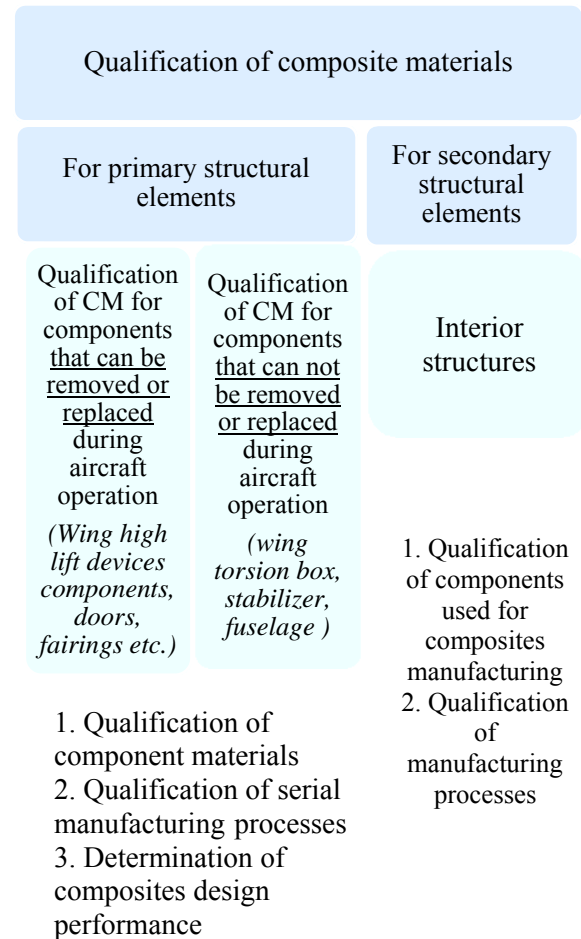 Qualification of composite materials
For primary structural
elements
For secondary
structural
elements
Qualification
of CM for
components
that can be
removed or
replaced
during
aircraft
operation
(Wing high
lift devices
components,
doors,
fairings etc.)
Qualification
of CM for
components
that can not
be removed
or replaced
during
aircraft
operation
(wing
torsion box,
stabilizer,
fuselage )
Interior
structures
1. Qualification of
component materials
2. Qualification of serial
manufacturing processes
3. Determination of
composites design
performance
1. Qualification
of components
used for
composites
manufacturing
2. Qualification
of
manufacturing
processes